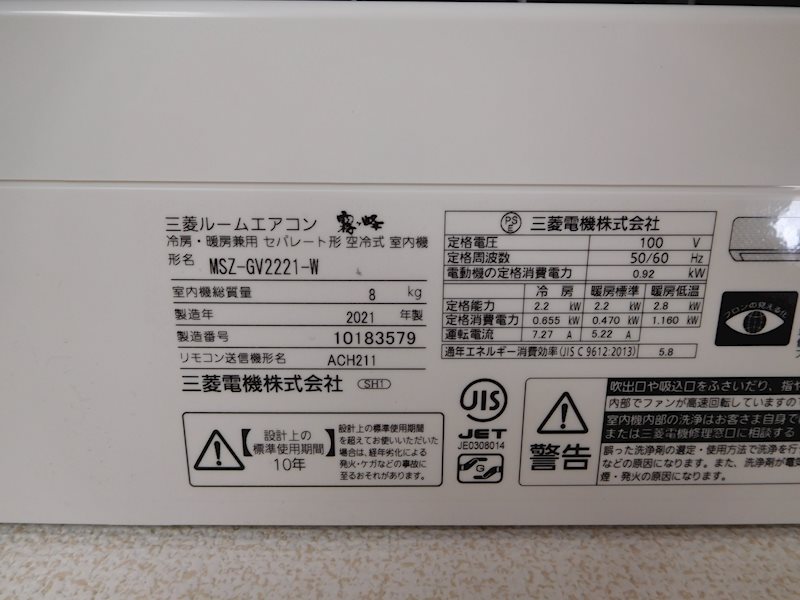 三菱ルームエアコン 霧ヶ峰
冷房・暖房兼用 セパレート形 空冷式 室内機
形名 MSZ-GV2221-W
室内機総質量 8 kg
製造年 2021 年製
製造番号 10183579
リモコン送信機形名 ACH211
三菱電機株式会社 SH1
【設計上の標準使用期間】
10年
設計上の標準使用期間
を超えてお使いいただいた
場合は、経年劣化による
発火・ケガなどの事故に
至るおそれがあります。
PS E 三菱電機株式会社
定格電圧 100 V
定格周波数 50/60 Hz
電動機の定格消費電力 0.92 kW
冷房 暖房標準 暖房低温
定格能力 2.2 kW 2.2 kW 2.8 kW
定格消費電力 0.655 kW 0.470 kW 1.160 kW
運転電流 7.27 A 5.22 A
通年エネルギー消費効率(JIS C 9612:2013) 5.8
フロンの見える化
JIS
JET
JE0308014
G
警告
吹出口や吸込口をふさいだり、指や
内部でファンが高速回転していますので
室内機内部の洗浄はお客さま自身で
または三菱電機修理窓口に相談する
誤った洗浄剤の選定・使用方法で洗浄を行
などの原因になります。また、洗浄剤が電気
煙・発火の原因になります。